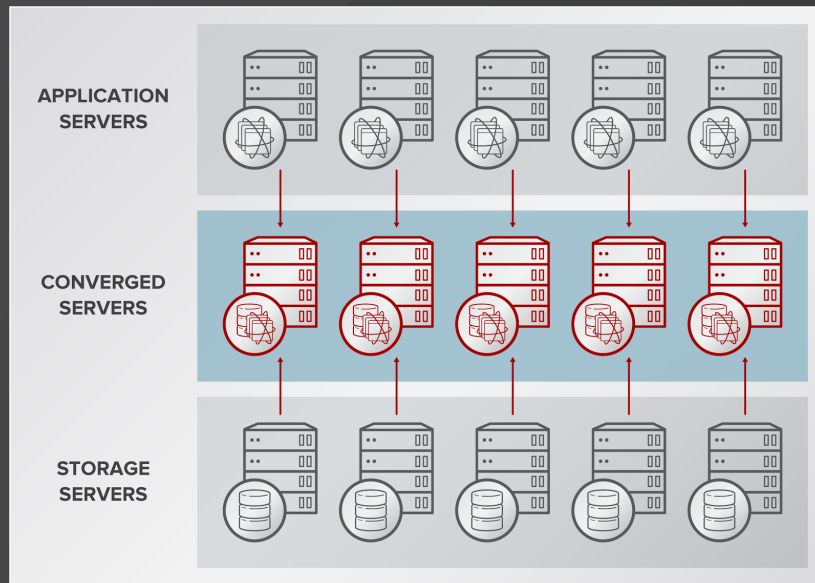 APPLICATION
SERVERS
CONVERGED
SERVERS
STORAGE
SERVERS